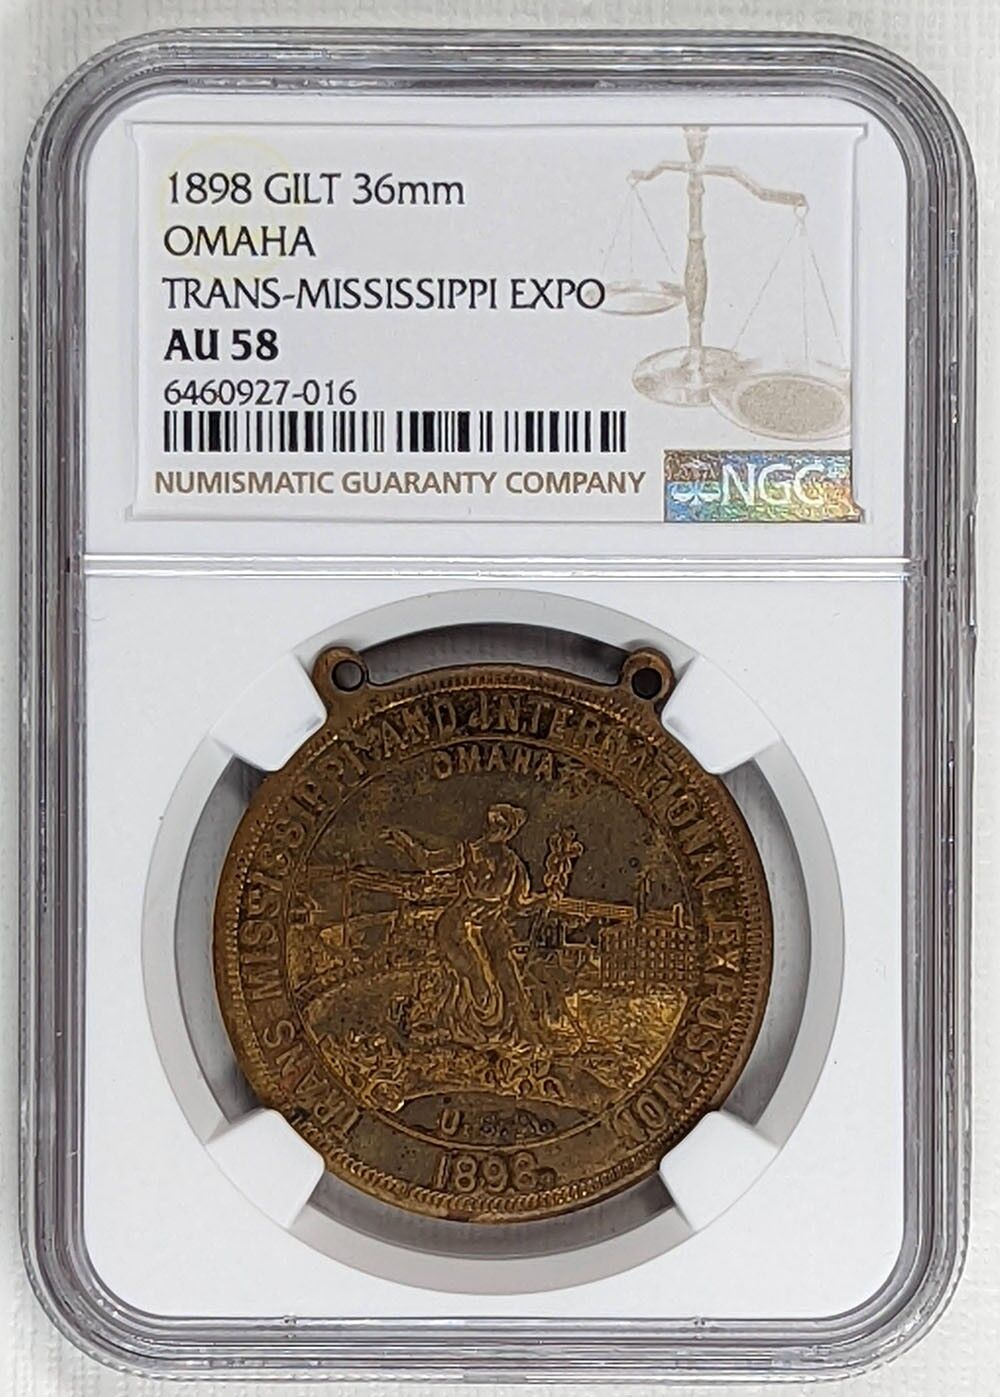 1898 GILT 36mm
OMAHA
TRANS-MISSISSIPPI EXPO
AU 58
6460927-016
NUMISMATIC GUARANTY COMPANY
NGC
TRANS MISSISSIPPI AND INTERNATIONAL EXPOSITION
OMAHA
U.S.A.
1898